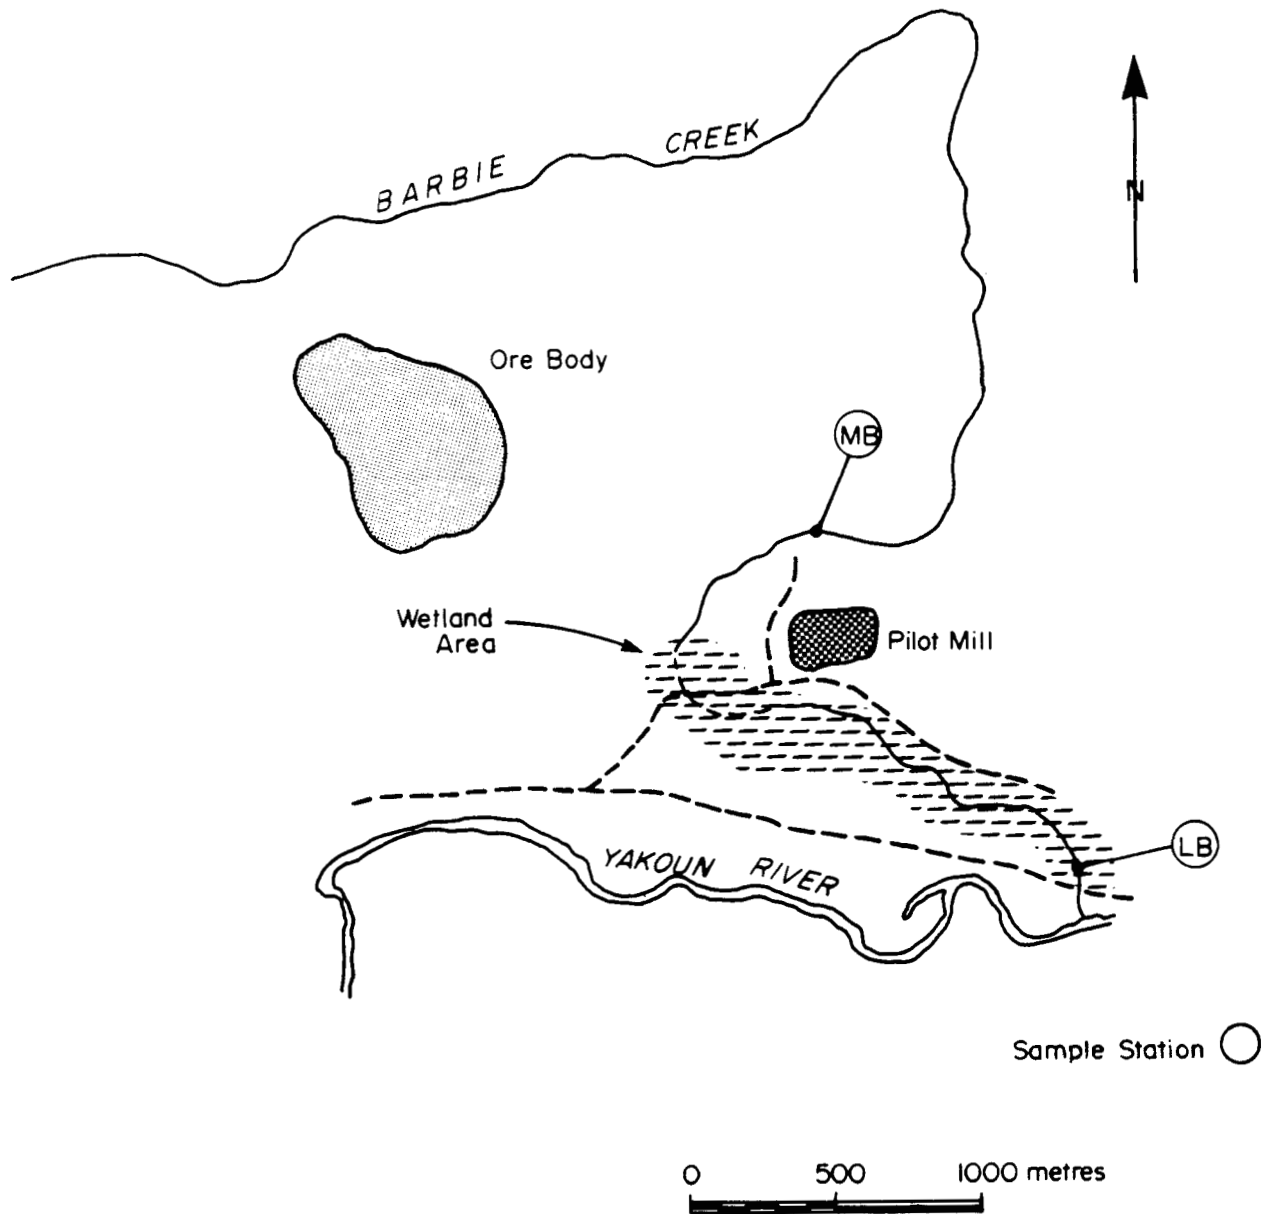 BARBIE CREEK
N
Ore Body
MB
Wetland
Area
Pilot Mill
LB
YAKOUN RIVER
Sample Station
0 500 1000 metres